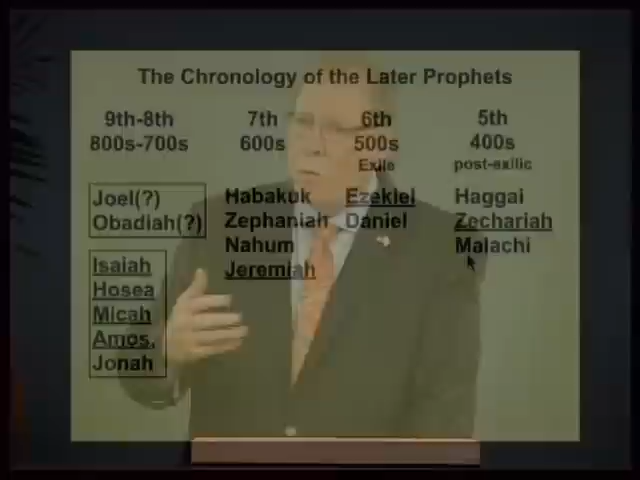 The Chronology of the Later Prophets
9th-8th
800s-700s
Joel(?)
Obadiah(?)
Isaiah
Hosea
Micah
Amos,
Jonah
7th
600s
Habakuk
Zephaniah
Nahum
Jeremiah
6th
500s
Exile
Ezekiel
Daniel
5th
400s
post-exilic
Haggai
Zechariah
Malachi